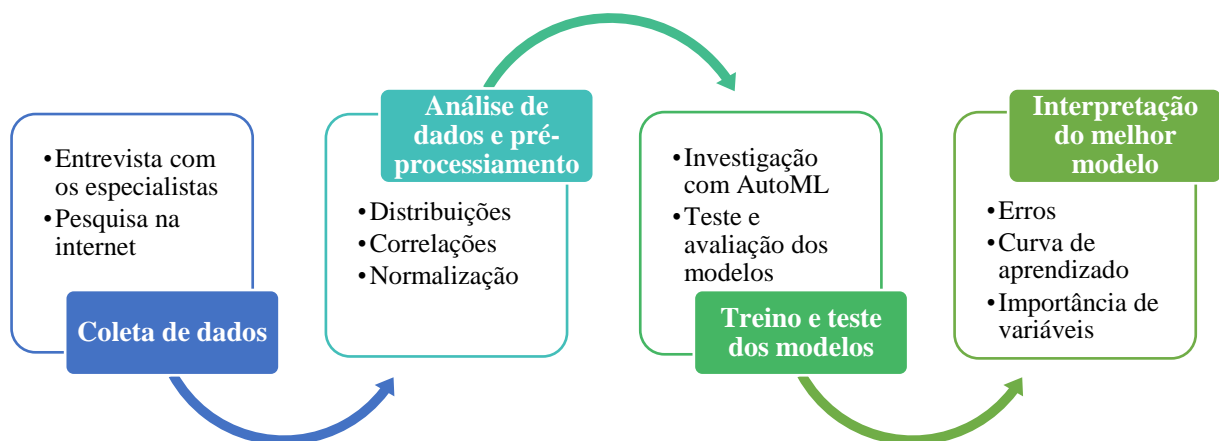 •Entrevista com
os especialistas
•Pesquisa na
internet
Coleta de dados
Análise de
dados e pré-
processiamento
•Distribuições
•Correlações
•Normalização
•Investigação
com AutoML
•Teste e
avaliação dos
modelos
Treino e teste
dos modelos
Interpretação
do melhor
modelo
•Erros
•Curva de
aprendizado
•Importância de
variáveis